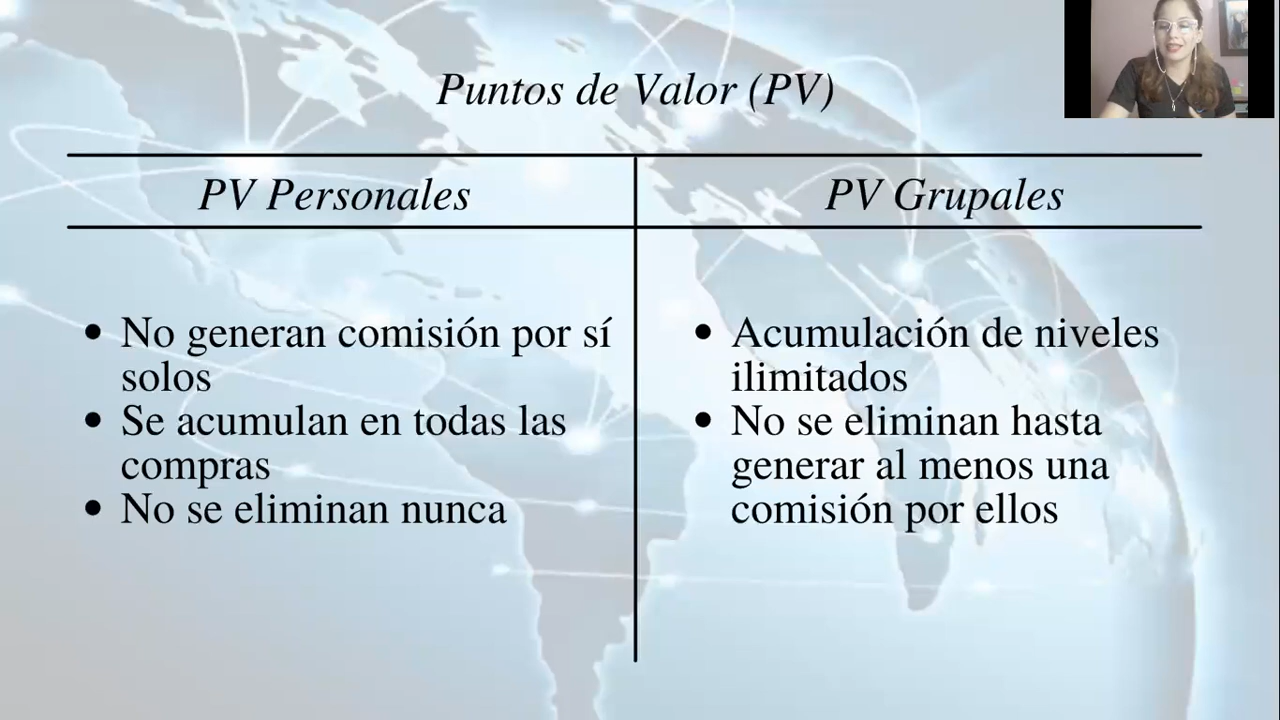 Puntos de Valor (PV)
PV Personales
PV Grupales
• No generan comisión por sí
solos
• Se acumulan en todas las
compras
• No se eliminan nunca
• Acumulación de niveles
ilimitados
• No se eliminan hasta
generar al menos una
comisión por ellos